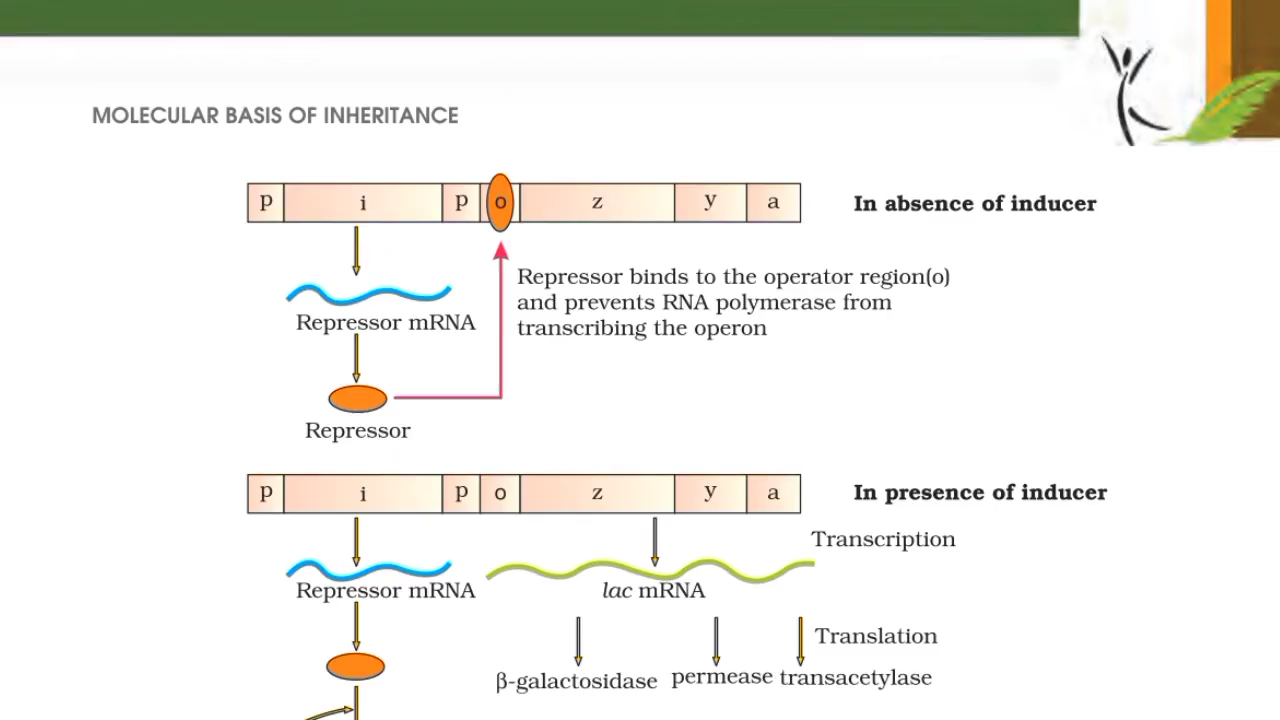 MOLECULAR BASIS OF INHERITANCE
p i p o z y a In absence of inducer
Repressor binds to the operator region(o)
and prevents RNA polymerase from
transcribing the operon
Repressor mRNA
Repressor
p i p o z y a In presence of inducer
Transcription
Repressor mRNA lac mRNA
Translation
β-galactosidase permease transacetylase